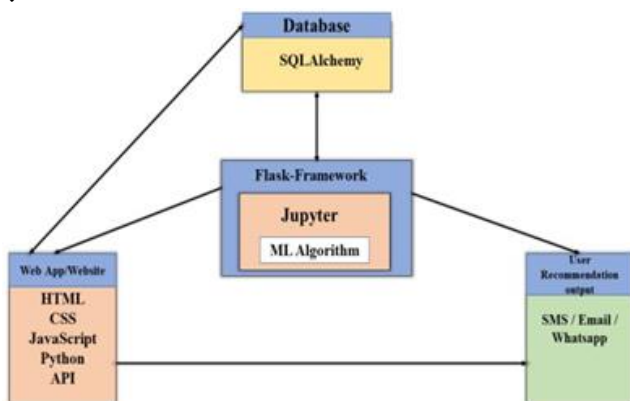 Database
SQLAlchemy
Flask-Framework
Jupyter
ML Algorithm
Web App/Website
HTML
CSS
JavaScript
Python
API
User
Recommendation
output
SMS / Email /
Whatsapp